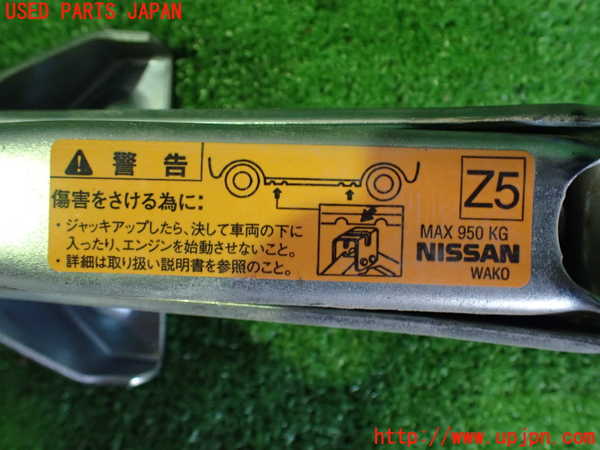 USED PARTS JAPAN
警告
傷害をさける為に:
・ジャッキアップしたら、決して車両の下に
入ったり、エンジンを始動させないこと。
・詳細は取り扱い説明書を参照のこと。
Z5
MAX 950 KG
NISSAN
WAKO
http://www.upjpn.com/